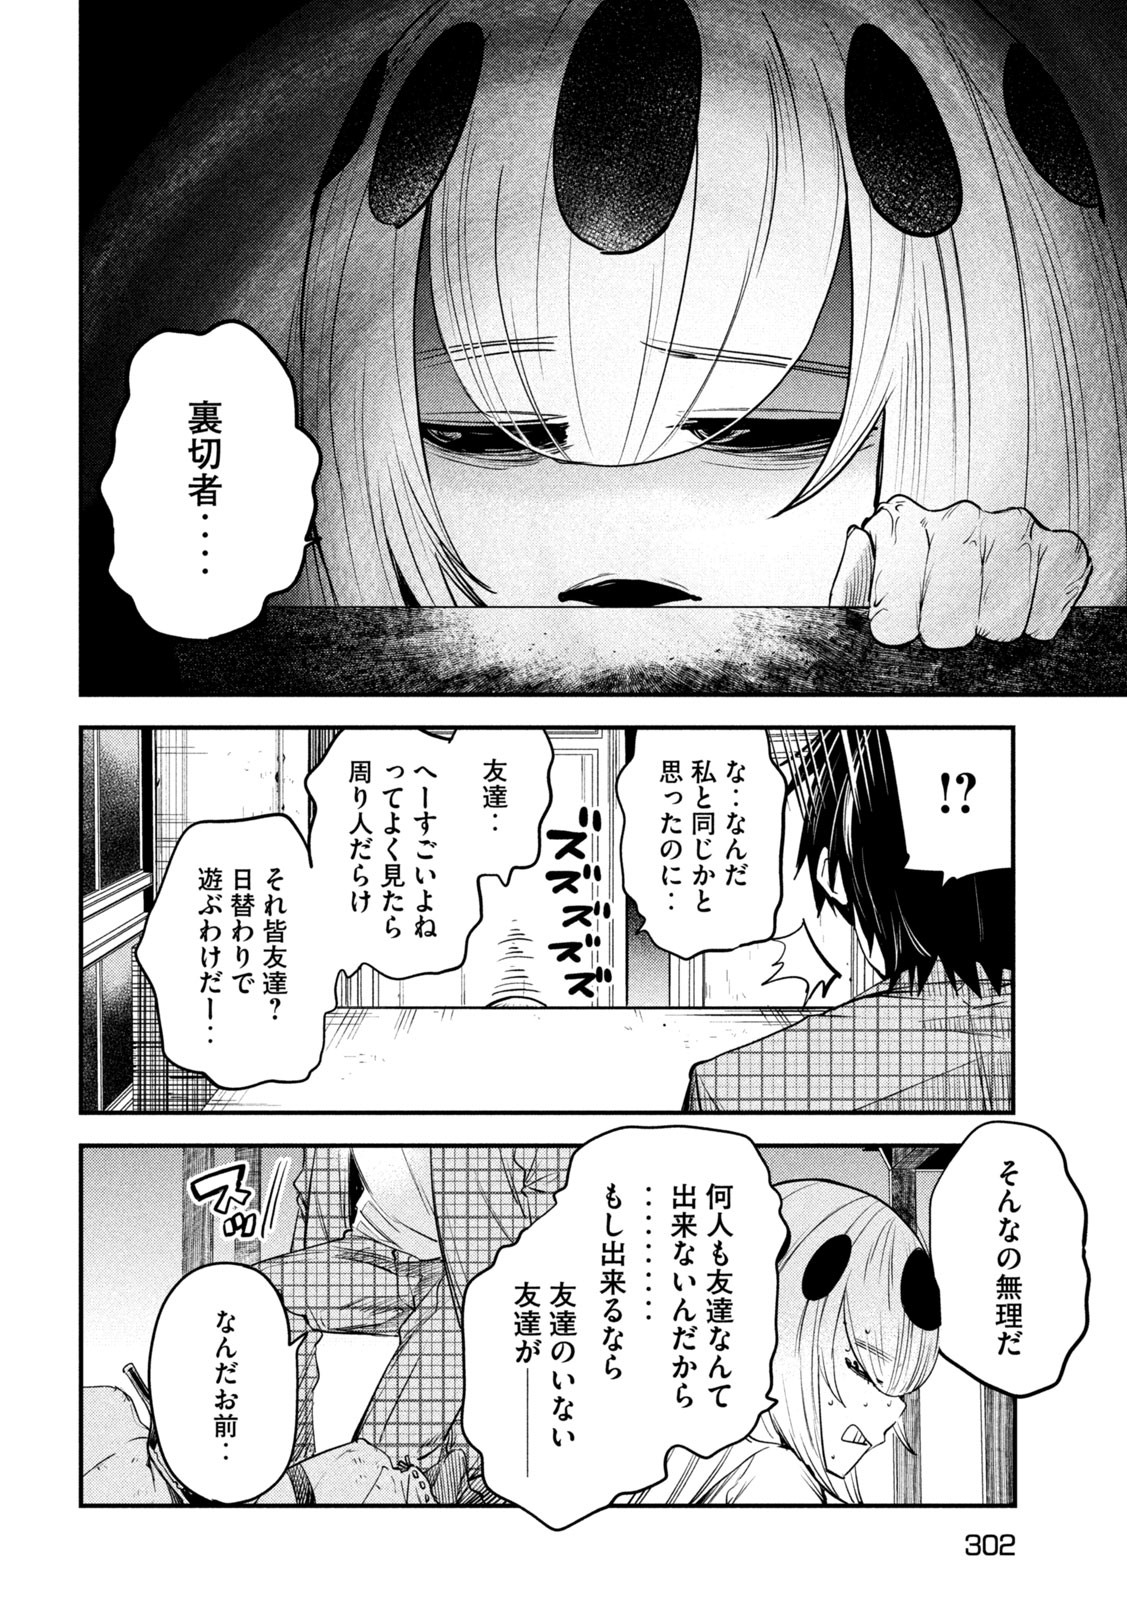 裏切者‥‥
!?
な‥なんだ
私と同じかと
思ったのに‥
ズズズズズ
友達‥
へーすごいよね
ってよく見たら
周り人だらけ
それ皆友達?
日替わりで
遊ぶわけだー‥
そんなの無理だ
何人も友達なんて
出来ないんだから
‥‥‥‥‥
もし出来るなら
友達のいない
友達が――
ズッ
なんだお前‥
302